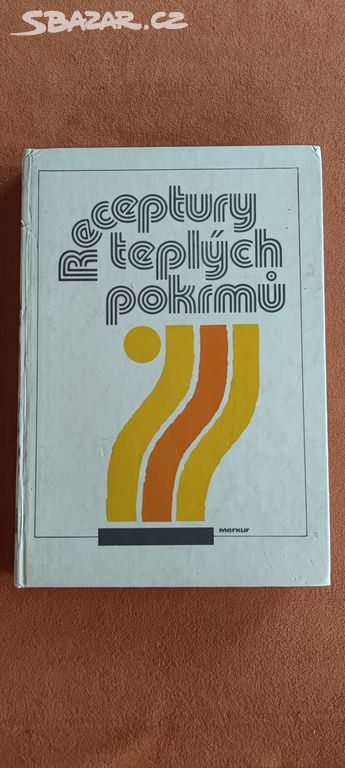 SBAZAR.CZ
Receptury
teplých
pokrmů
merkur